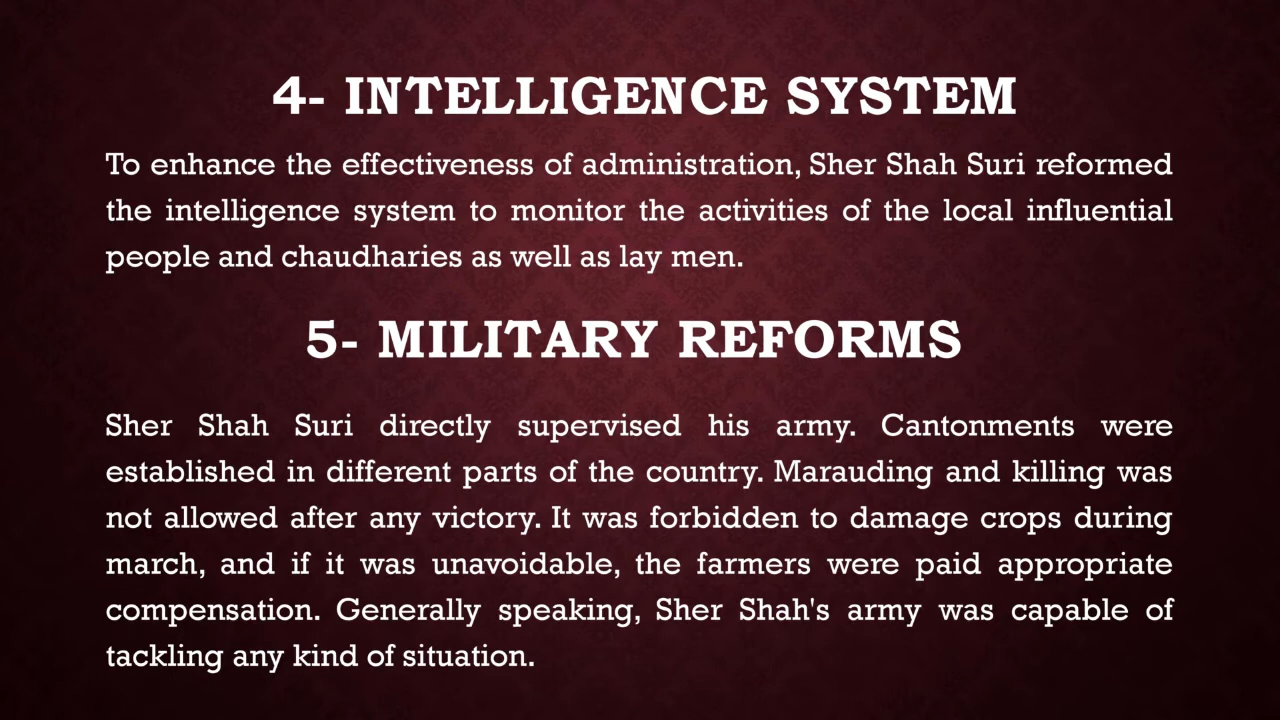 4- INTELLIGENCE SYSTEM
To enhance the effectiveness of administration, Sher Shah Suri reformed
the intelligence system to monitor the activities of the local influential
people and chaudharies as well as lay men.
5- MILITARY REFORMS
Sher Shah Suri directly supervised his army. Cantonments were
established in different parts of the country. Marauding and killing was
not allowed after any victory. It was forbidden to damage crops during
march, and if it was unavoidable, the farmers were paid appropriate
compensation. Generally speaking, Sher Shah's army was capable of
tackling any kind of situation.